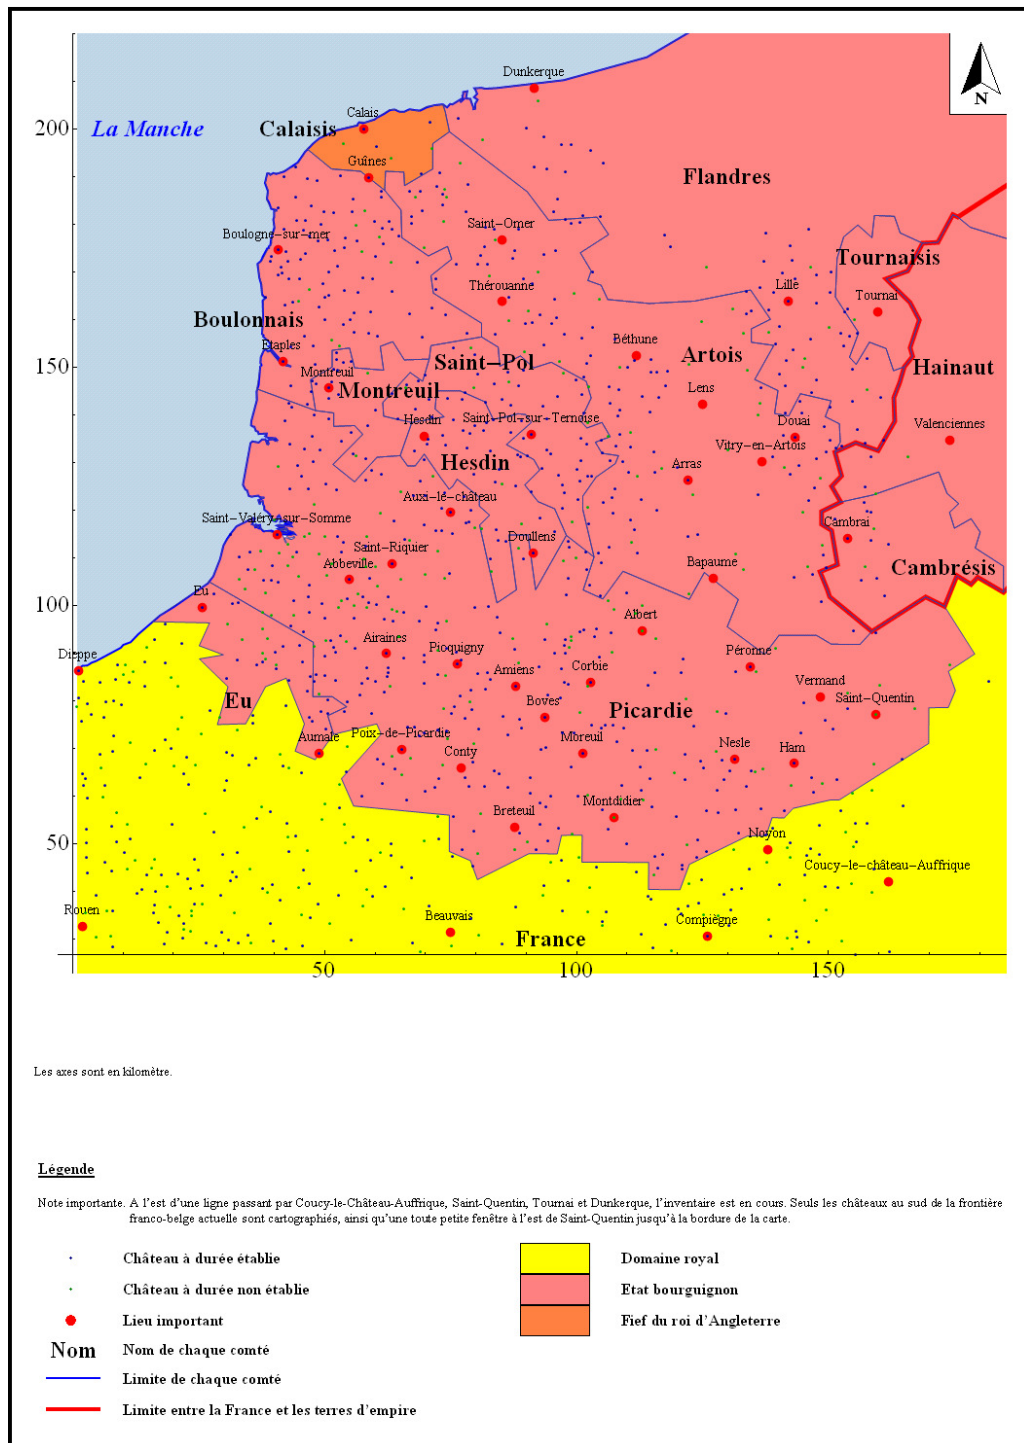 Dunkerque
N
Calais
200
La Manche
Calaisis
Guînes
Flandres
Saint-Omer
Boulogne-sur-mer
Tournaisis
Thérouanne
Lille
Tournai
Boulonnais
Béthune
Etaples
Saint-Pol
Artois
150
Montreuil
Hainaut
Montreuil
Lens
Hesdin
Saint-Pol-sur-Ternoise
Douai
Valenciennes
Vitry-en-Artois
Hesdin
Arras
Auxi-le-château
Saint-Valéry-sur-Somme
Cambrai
Saint-Riquier
Doullens
Abbeville
Bapaume
Cambrésis
Eu
100
Albert
Airaines
Picquigny
Dieppe
Péronne
Amiens
Corbie
Vermand
Eu
Boves
Picardie
Saint-Quentin
Aumale
Poix-de-Picardie
Moreuil
Nesle
Ham
Conty
Breteuil
Montdidier
50
Noyon
Coucy-le-château-Auffrique
Rouen
Beauvais
Compiègne
France
50
100
150
Les axes sont en kilomètre.
Légende
Note importante. A l'est d'une ligne passant par Coucy-le-Château-Auffrique, Saint-Quentin, Tournai et Dunkerque, l'inventaire est en cours. Seuls les châteaux au sud de la frontière
franco-belge actuelle sont cartographiés, ainsi qu'une toute petite fenêtre à l'est de Saint-Quentin jusqu'à la bordure de la carte.
Château à durée établie
Domaine royal
Château à durée non établie
Etat bourguignon
Lieu important
Fief du roi d'Angleterre
Nom
Nom de chaque comté
Limite de chaque comté
Limite entre la France et les terres d'empire